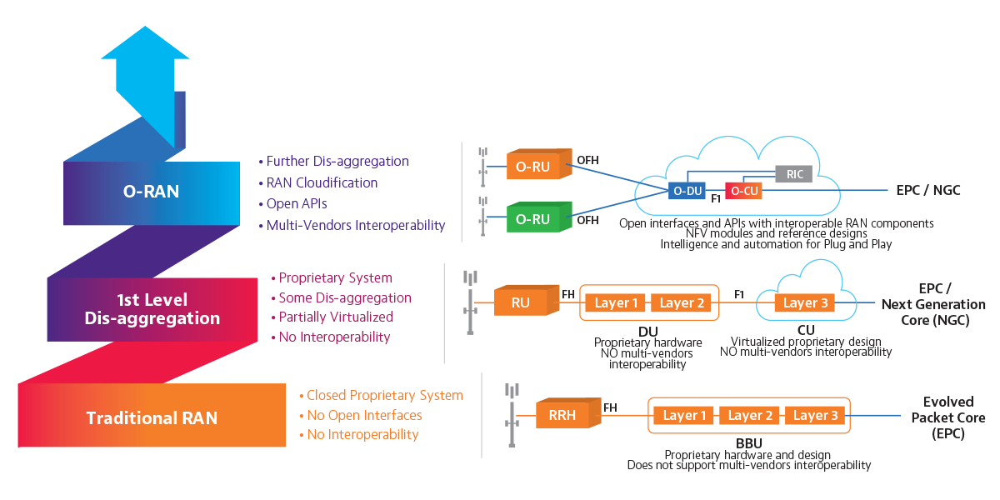 O-RAN
• Further Dis-aggregation
• RAN Cloudification
• Open APIs
• Multi-Vendors Interoperability
O-RU
OFH
O-RU
OFH
O-DU
F1
O-CU
RIC
EPC / NGC
Open interfaces and APIs with interoperable RAN components
NFV modules and reference designs
Intelligence and automation for Plug and Play
1st Level
Dis-aggregation
• Proprietary System
• Some Dis-aggregation
• Partially Virtualized
• No Interoperability
RU
FH
Layer 1
Layer 2
DU
Proprietary hardware
NO multi-vendors
interoperability
F1
Layer 3
CU
Virtualized proprietary design
NO multi-vendors interoperability
EPC /
Next Generation
Core (NGC)
Traditional RAN
• Closed Proprietary System
• No Open Interfaces
• No Interoperability
RRH
FH
Layer 1
Layer 2
Layer 3
BBU
Proprietary hardware and design
Does not support multi-vendors interoperability
Evolved
Packet Core
(EPC)